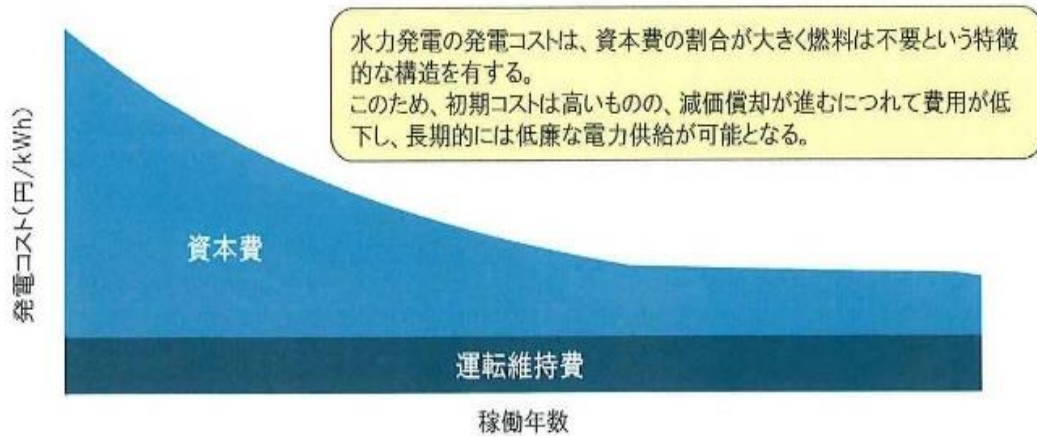 水力発電の発電コストは、資本費の割合が大きく燃料は不要という特徴
的な構造を有する。
このため、初期コストは高いものの、減価償却が進むにつれて費用が低
下し、長期的には低廉な電力供給が可能となる。
発電コスト(円/kWh)
資本費
運転維持費
稼働年数